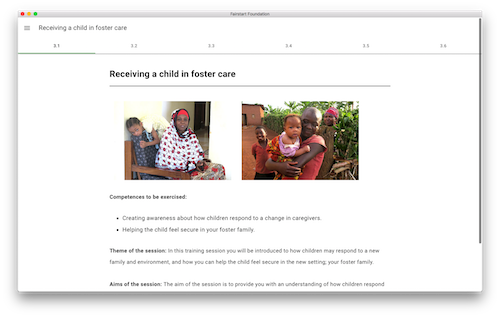 Fairstart Foundation
Receiving a child in foster care
3.1 3.2 3.3 3.4 3.5 3.6
Receiving a child in foster care
Competences to be exercised:
Creating awareness about how children respond to a change in caregivers.
Helping the child feel secure in your foster family.
Theme of the session: In this training session you will be introduced to how children may respond to a new
family and environment, and how you can help the child feel secure in the new setting; your foster family.
Aims of the session: The aim of the session is to provide you with an understanding of how children respond